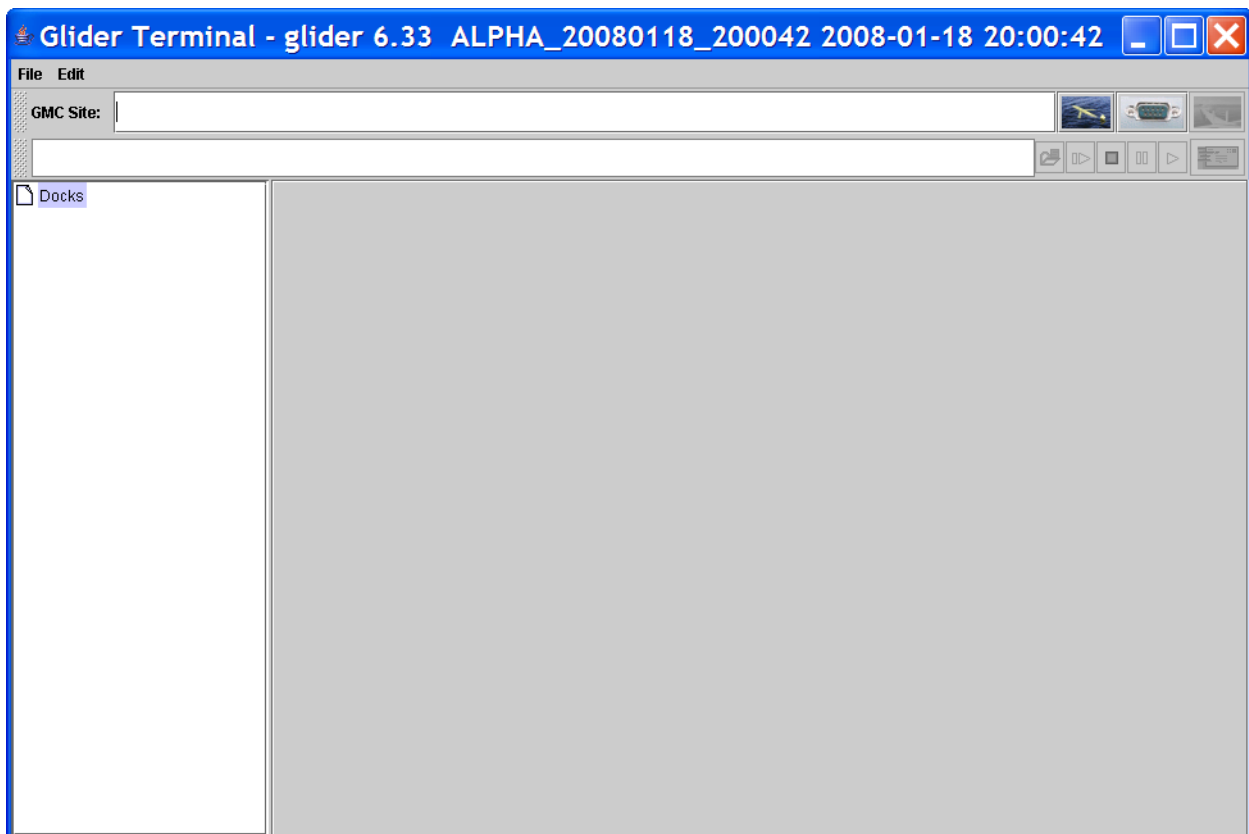 Glider Terminal - glider 6.33 ALPHA_20080118_200042 2008-01-18 20:00:42
File Edit
GMC Site:
Docks